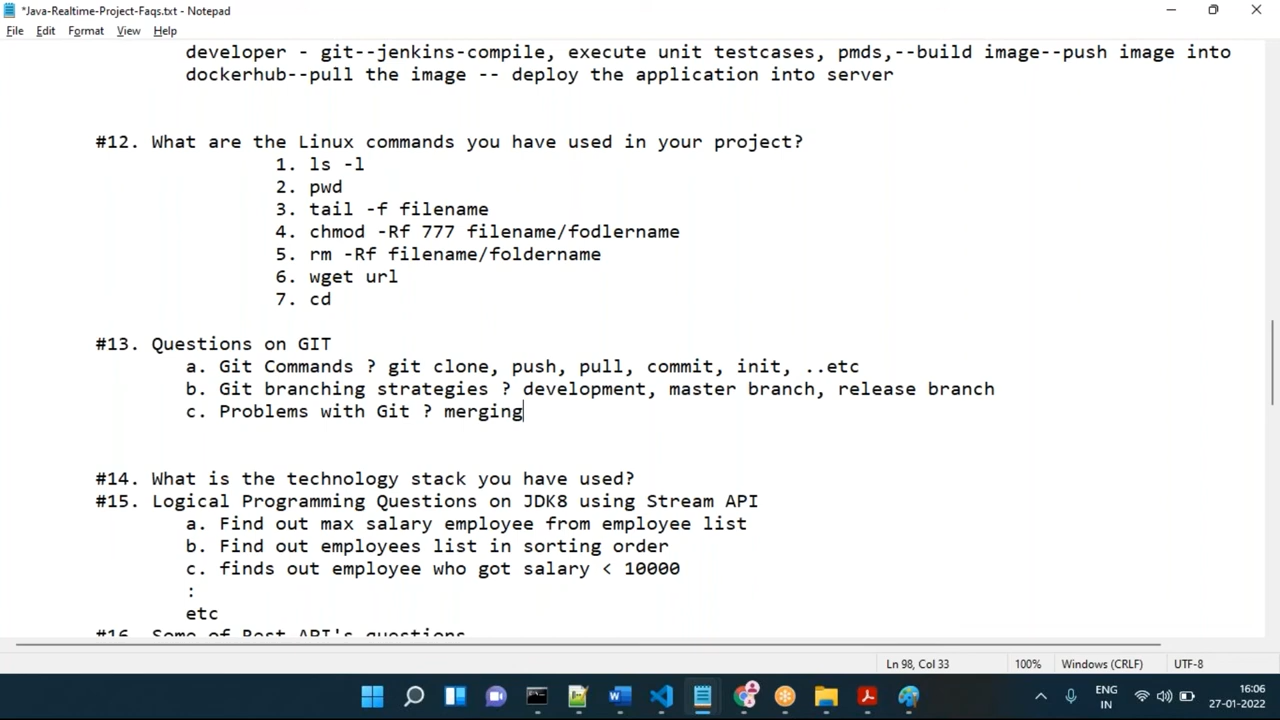 *Java-Realtime-Project-Faqs.txt - Notepad
File Edit Format View Help
developer - git--jenkins-compile, execute unit testcases, pmds,--build image--push image into
dockerhub--pull the image -- deploy the application into server
#12. What are the Linux commands you have used in your project?
1. ls -l
2. pwd
3. tail -f filename
4. chmod -Rf 777 filename/fodlername
5. rm -Rf filename/foldername
6. wget url
7. cd
#13. Questions on GIT
a. Git Commands ? git clone, push, pull, commit, init, ..etc
b. Git branching strategies ? development, master branch, release branch
c. Problems with Git ? merging
#14. What is the technology stack you have used?
#15. Logical Programming Questions on JDK8 using Stream API
a. Find out max salary employee from employee list
b. Find out employees list in sorting order
c. finds out employee who got salary < 10000
:
etc
#16. Some of Rest API's questions
Ln 98, Col 33 100% Windows (CRLF) UTF-8
ENG
IN
16:06
27-01-2022